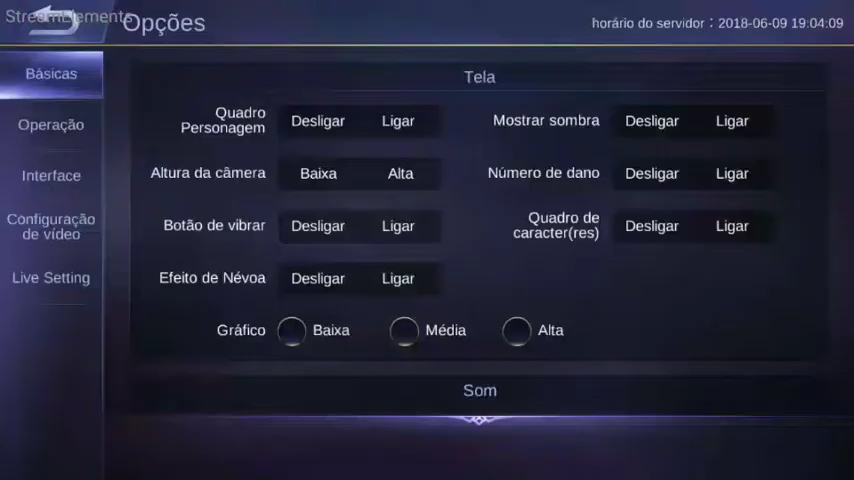 StreamElements
Opções
horário do servidor : 2018-06-09 19:04:09
Básicas
Operação
Interface
Configuração
de vídeo
Live Setting
Tela
Quadro
Personagem
Desligar Ligar
Mostrar sombra
Desligar Ligar
Altura da câmera
Baixa Alta
Número de dano
Desligar Ligar
Botão de vibrar
Desligar Ligar
Quadro de
caracter(res)
Desligar Ligar
Efeito de Névoa
Desligar Ligar
Gráfico
Baixa Média Alta
Som